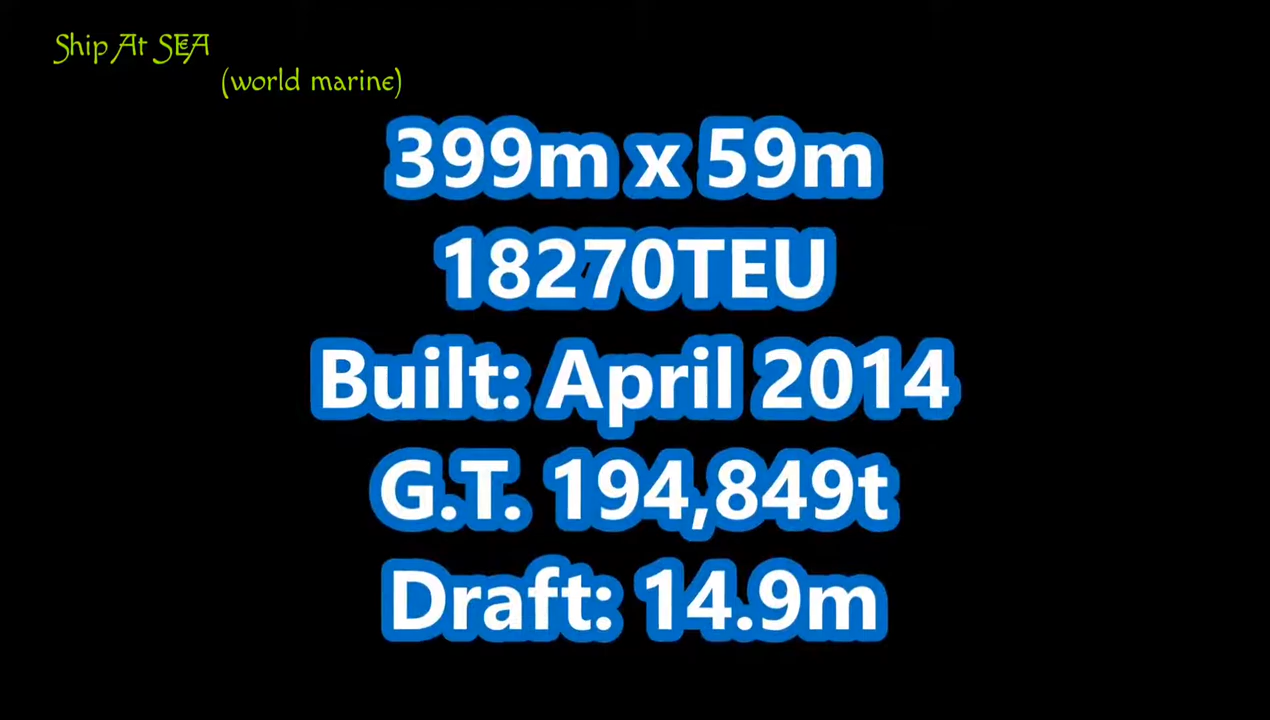 Ship At SEA
(world marine)
399m x 59m
18270TEU
Built: April 2014
G.T. 194,849t
Draft: 14.9m